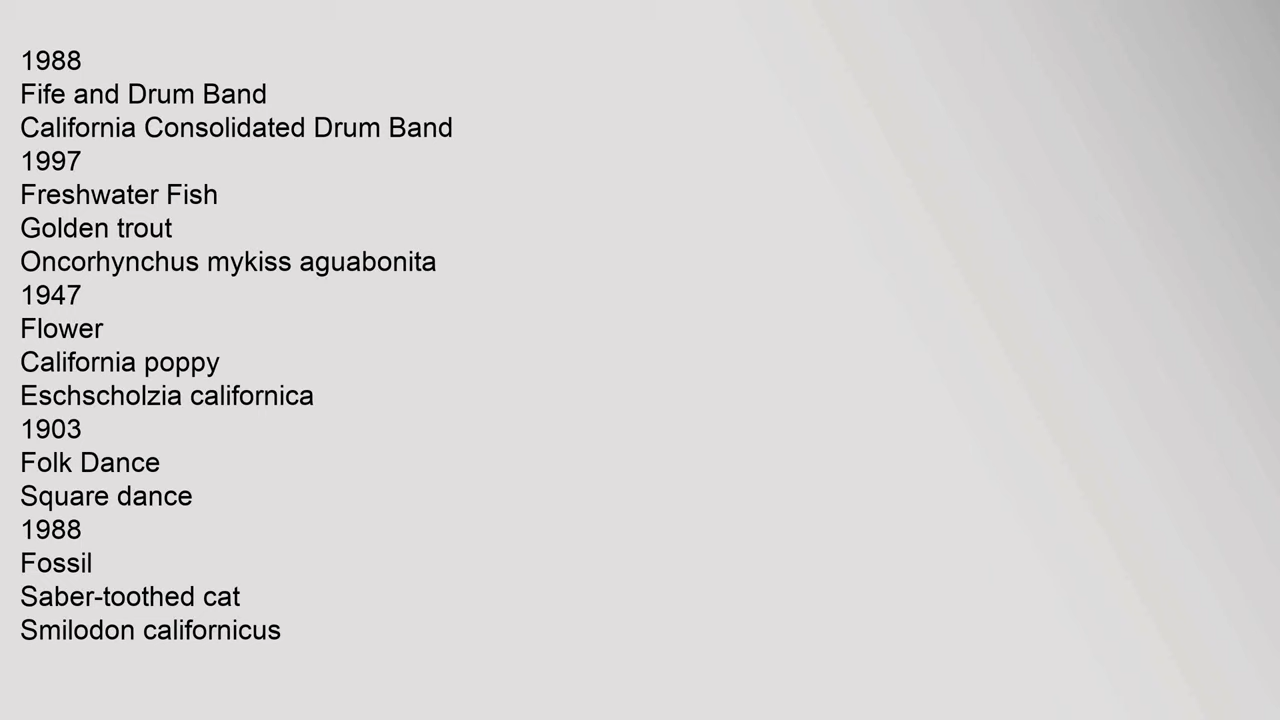 1988
Fife and Drum Band
California Consolidated Drum Band
1997
Freshwater Fish
Golden trout
Oncorhynchus mykiss aguabonita
1947
Flower
California poppy
Eschscholzia californica
1903
Folk Dance
Square dance
1988
Fossil
Saber-toothed cat
Smilodon californicus